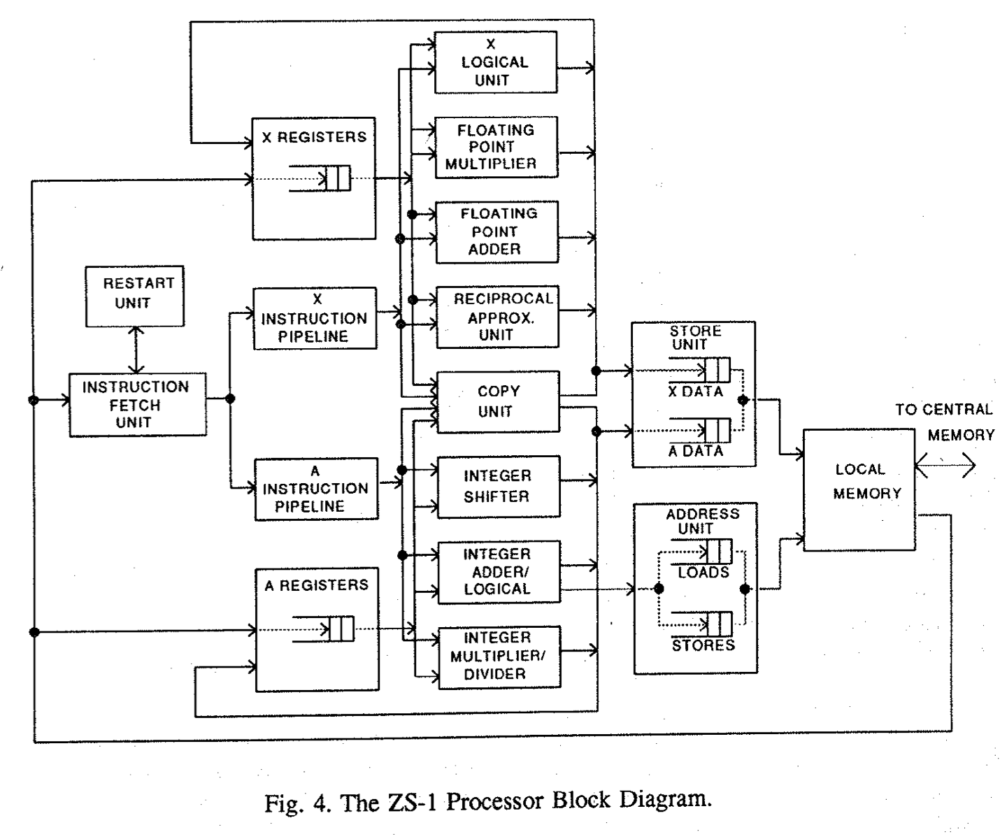 X
LOGICAL
UNIT
X REGISTERS
FLOATING
POINT
MULTIPLIER
FLOATING
POINT
ADDER
RESTART
UNIT
X
INSTRUCTION
PIPELINE
RECIPROCAL
APPROX.
UNIT
STORE
UNIT
X DATA
A DATA
INSTRUCTION
FETCH
UNIT
COPY
UNIT
TO CENTRAL
MEMORY
A
INSTRUCTION
PIPELINE
INTEGER
SHIFTER
LOCAL
MEMORY
ADDRESS
UNIT
LOADS
STORES
A REGISTERS
INTEGER
ADDER/
LOGICAL
INTEGER
MULTIPLIER/
DIVIDER
Fig. 4. The ZS-1 Processor Block Diagram.